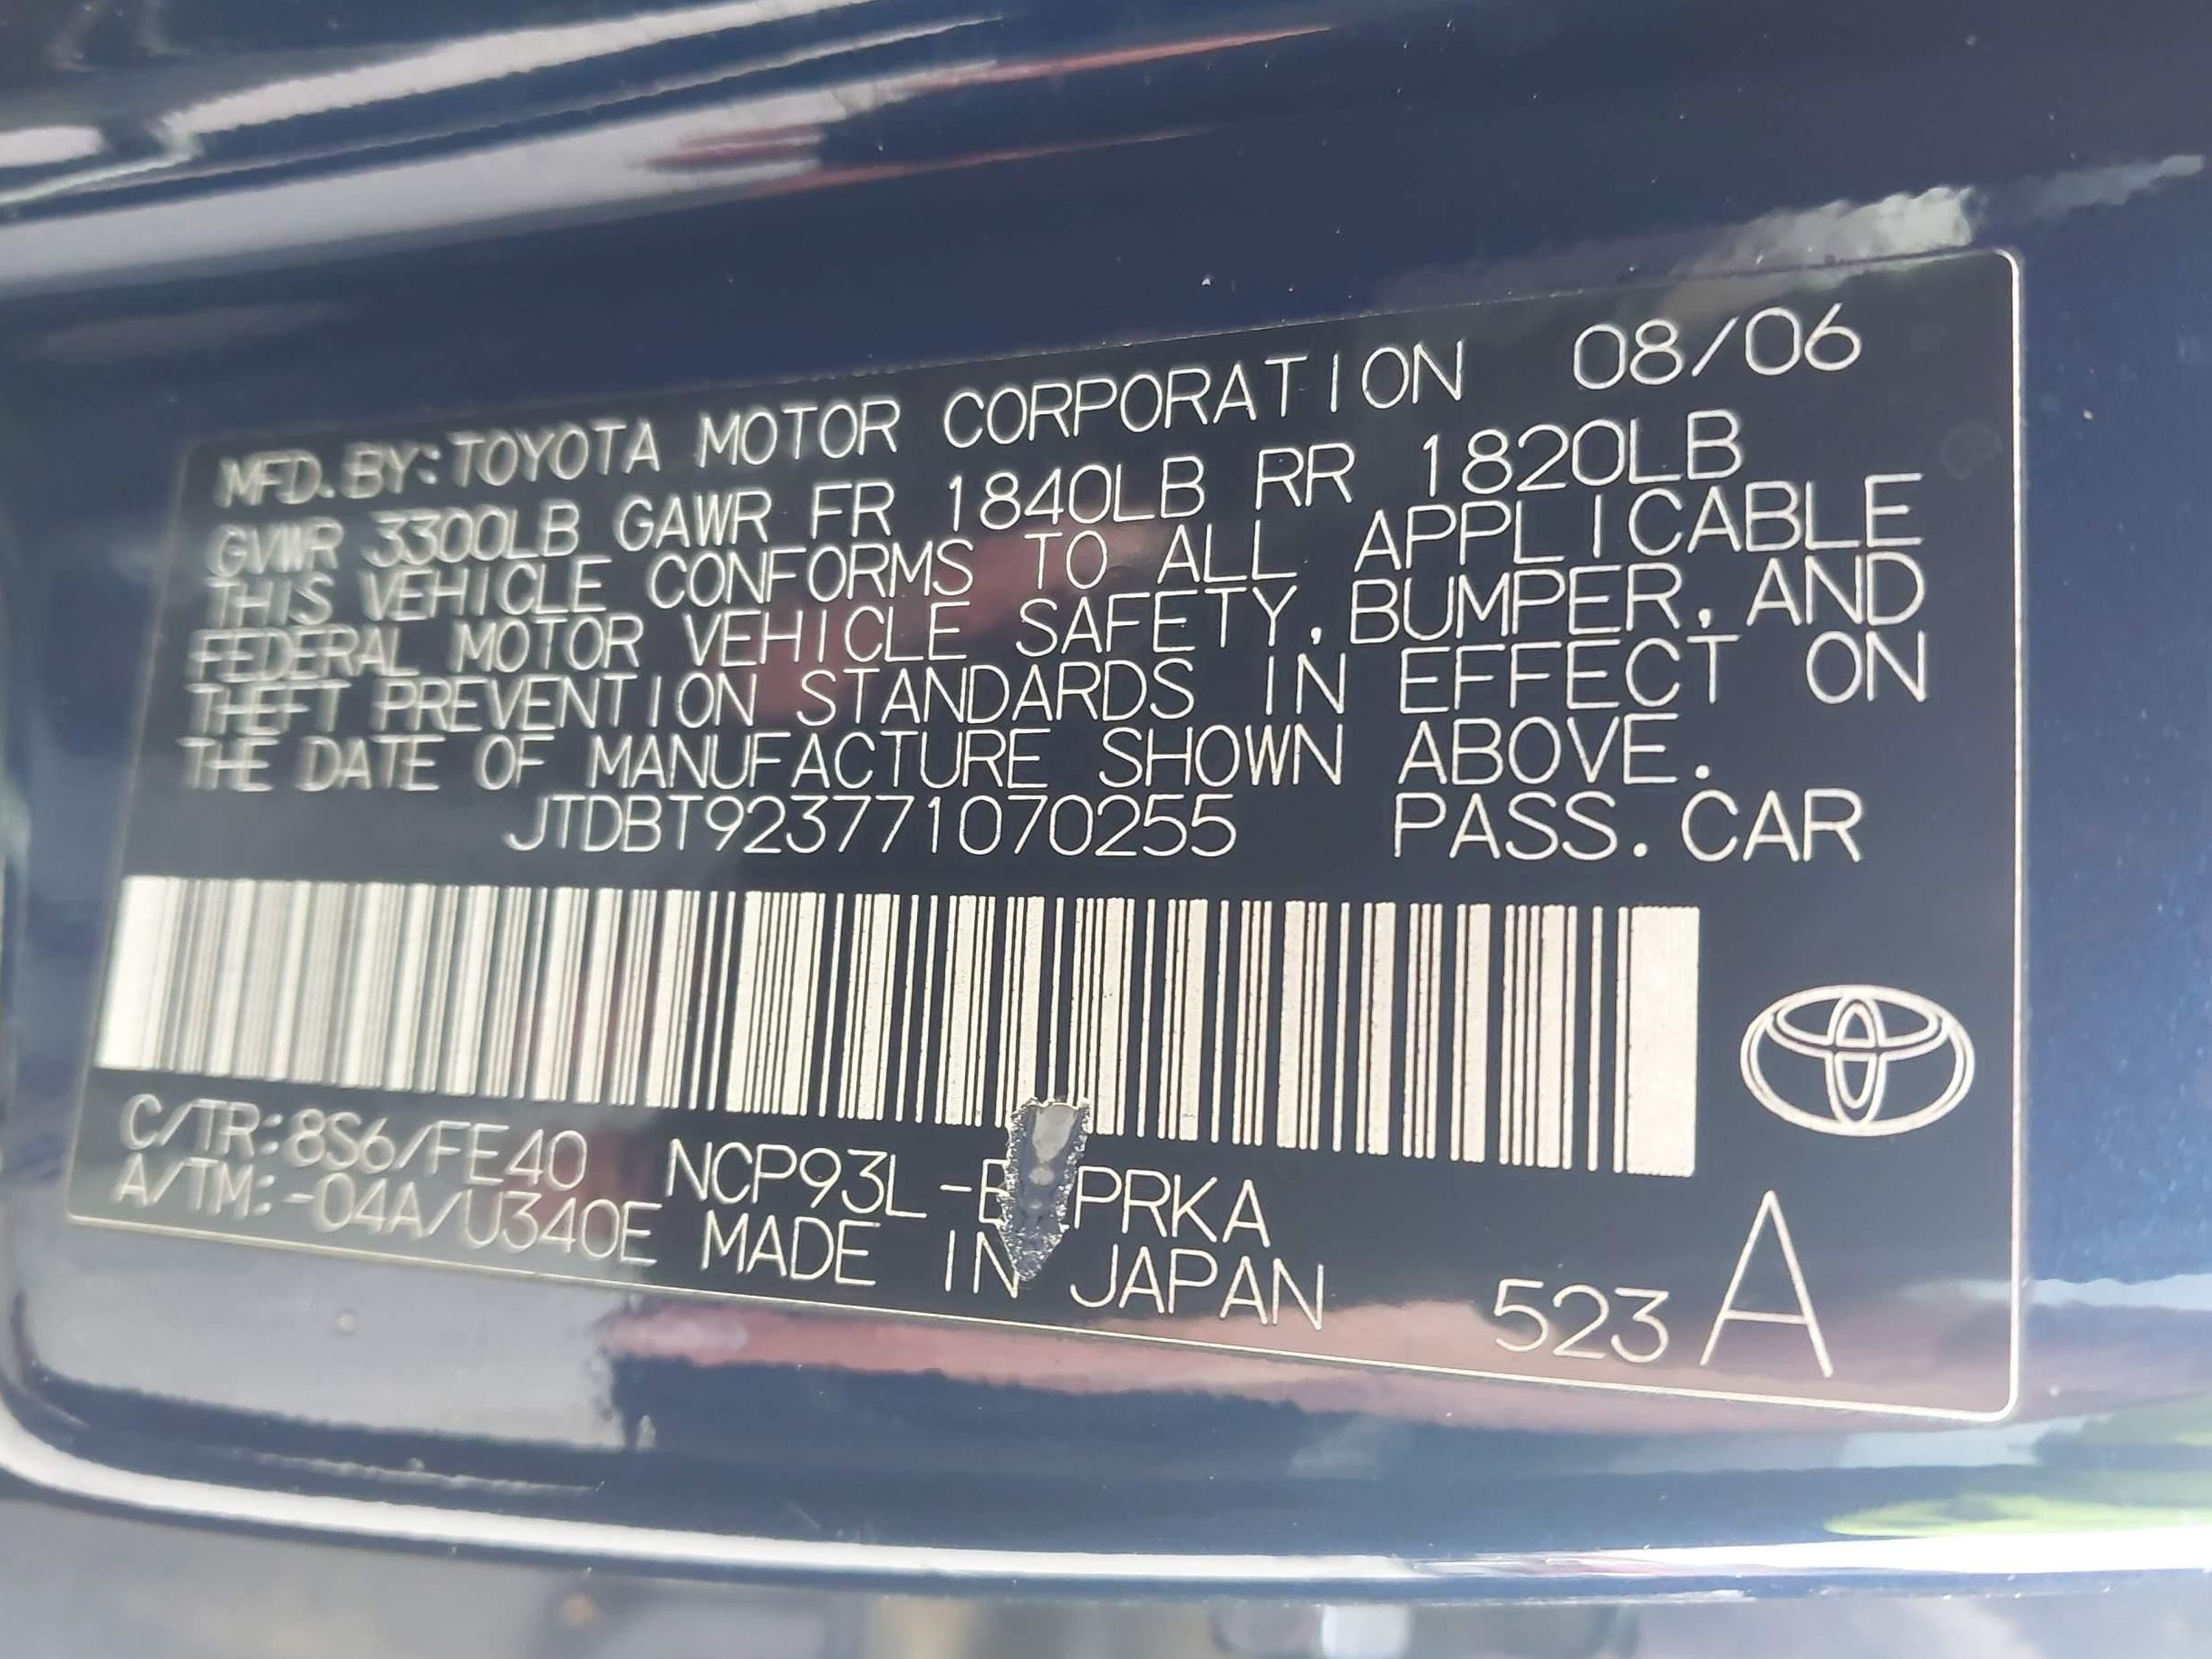 MFD.BY:TOYOTA MOTOR CORPORATION 08/06
GVWR 3300LB GAWR FR 1840LB RR 1820LB
THIS VEHICLE CONFORMS TO ALL APPLICABLE
FEDERAL MOTOR VEHICLE SAFETY,BUMPER,AND
THEFT PREVENTION STANDARDS IN EFFECT ON
THE DATE OF MANUFACTURE SHOWN ABOVE.
JTDBT923771070255 PASS.CAR
C/TR:8S6/FE40
A/TM:-04A/U340E MADE IN JAPAN 523 A